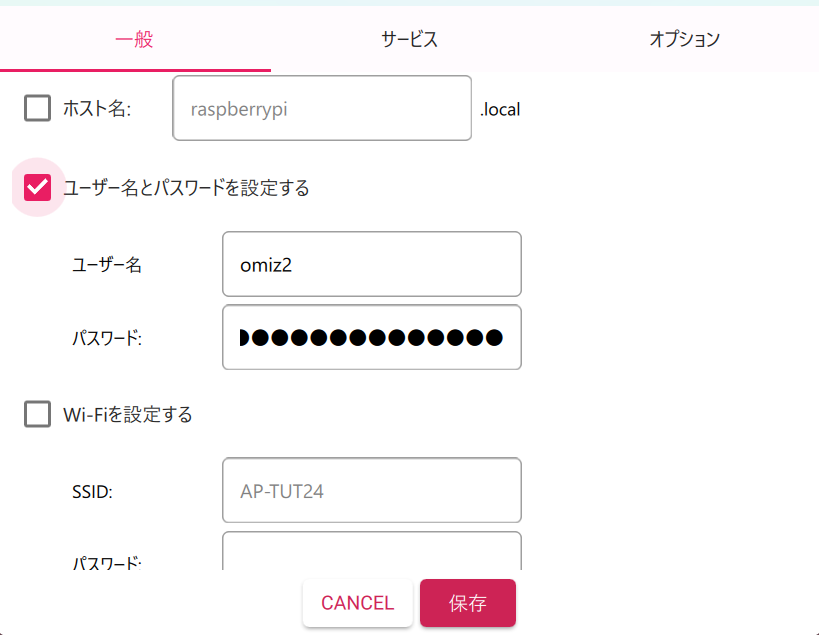 一般 サービス オプション
ホスト名: raspberrypi .local
ユーザー名とパスワードを設定する
ユーザー名 omiz2
パスワード: ●●●●●●●●●●●●●●
Wi-Fiを設定する
SSID: AP-TUT24
パスワード:
CANCEL 保存